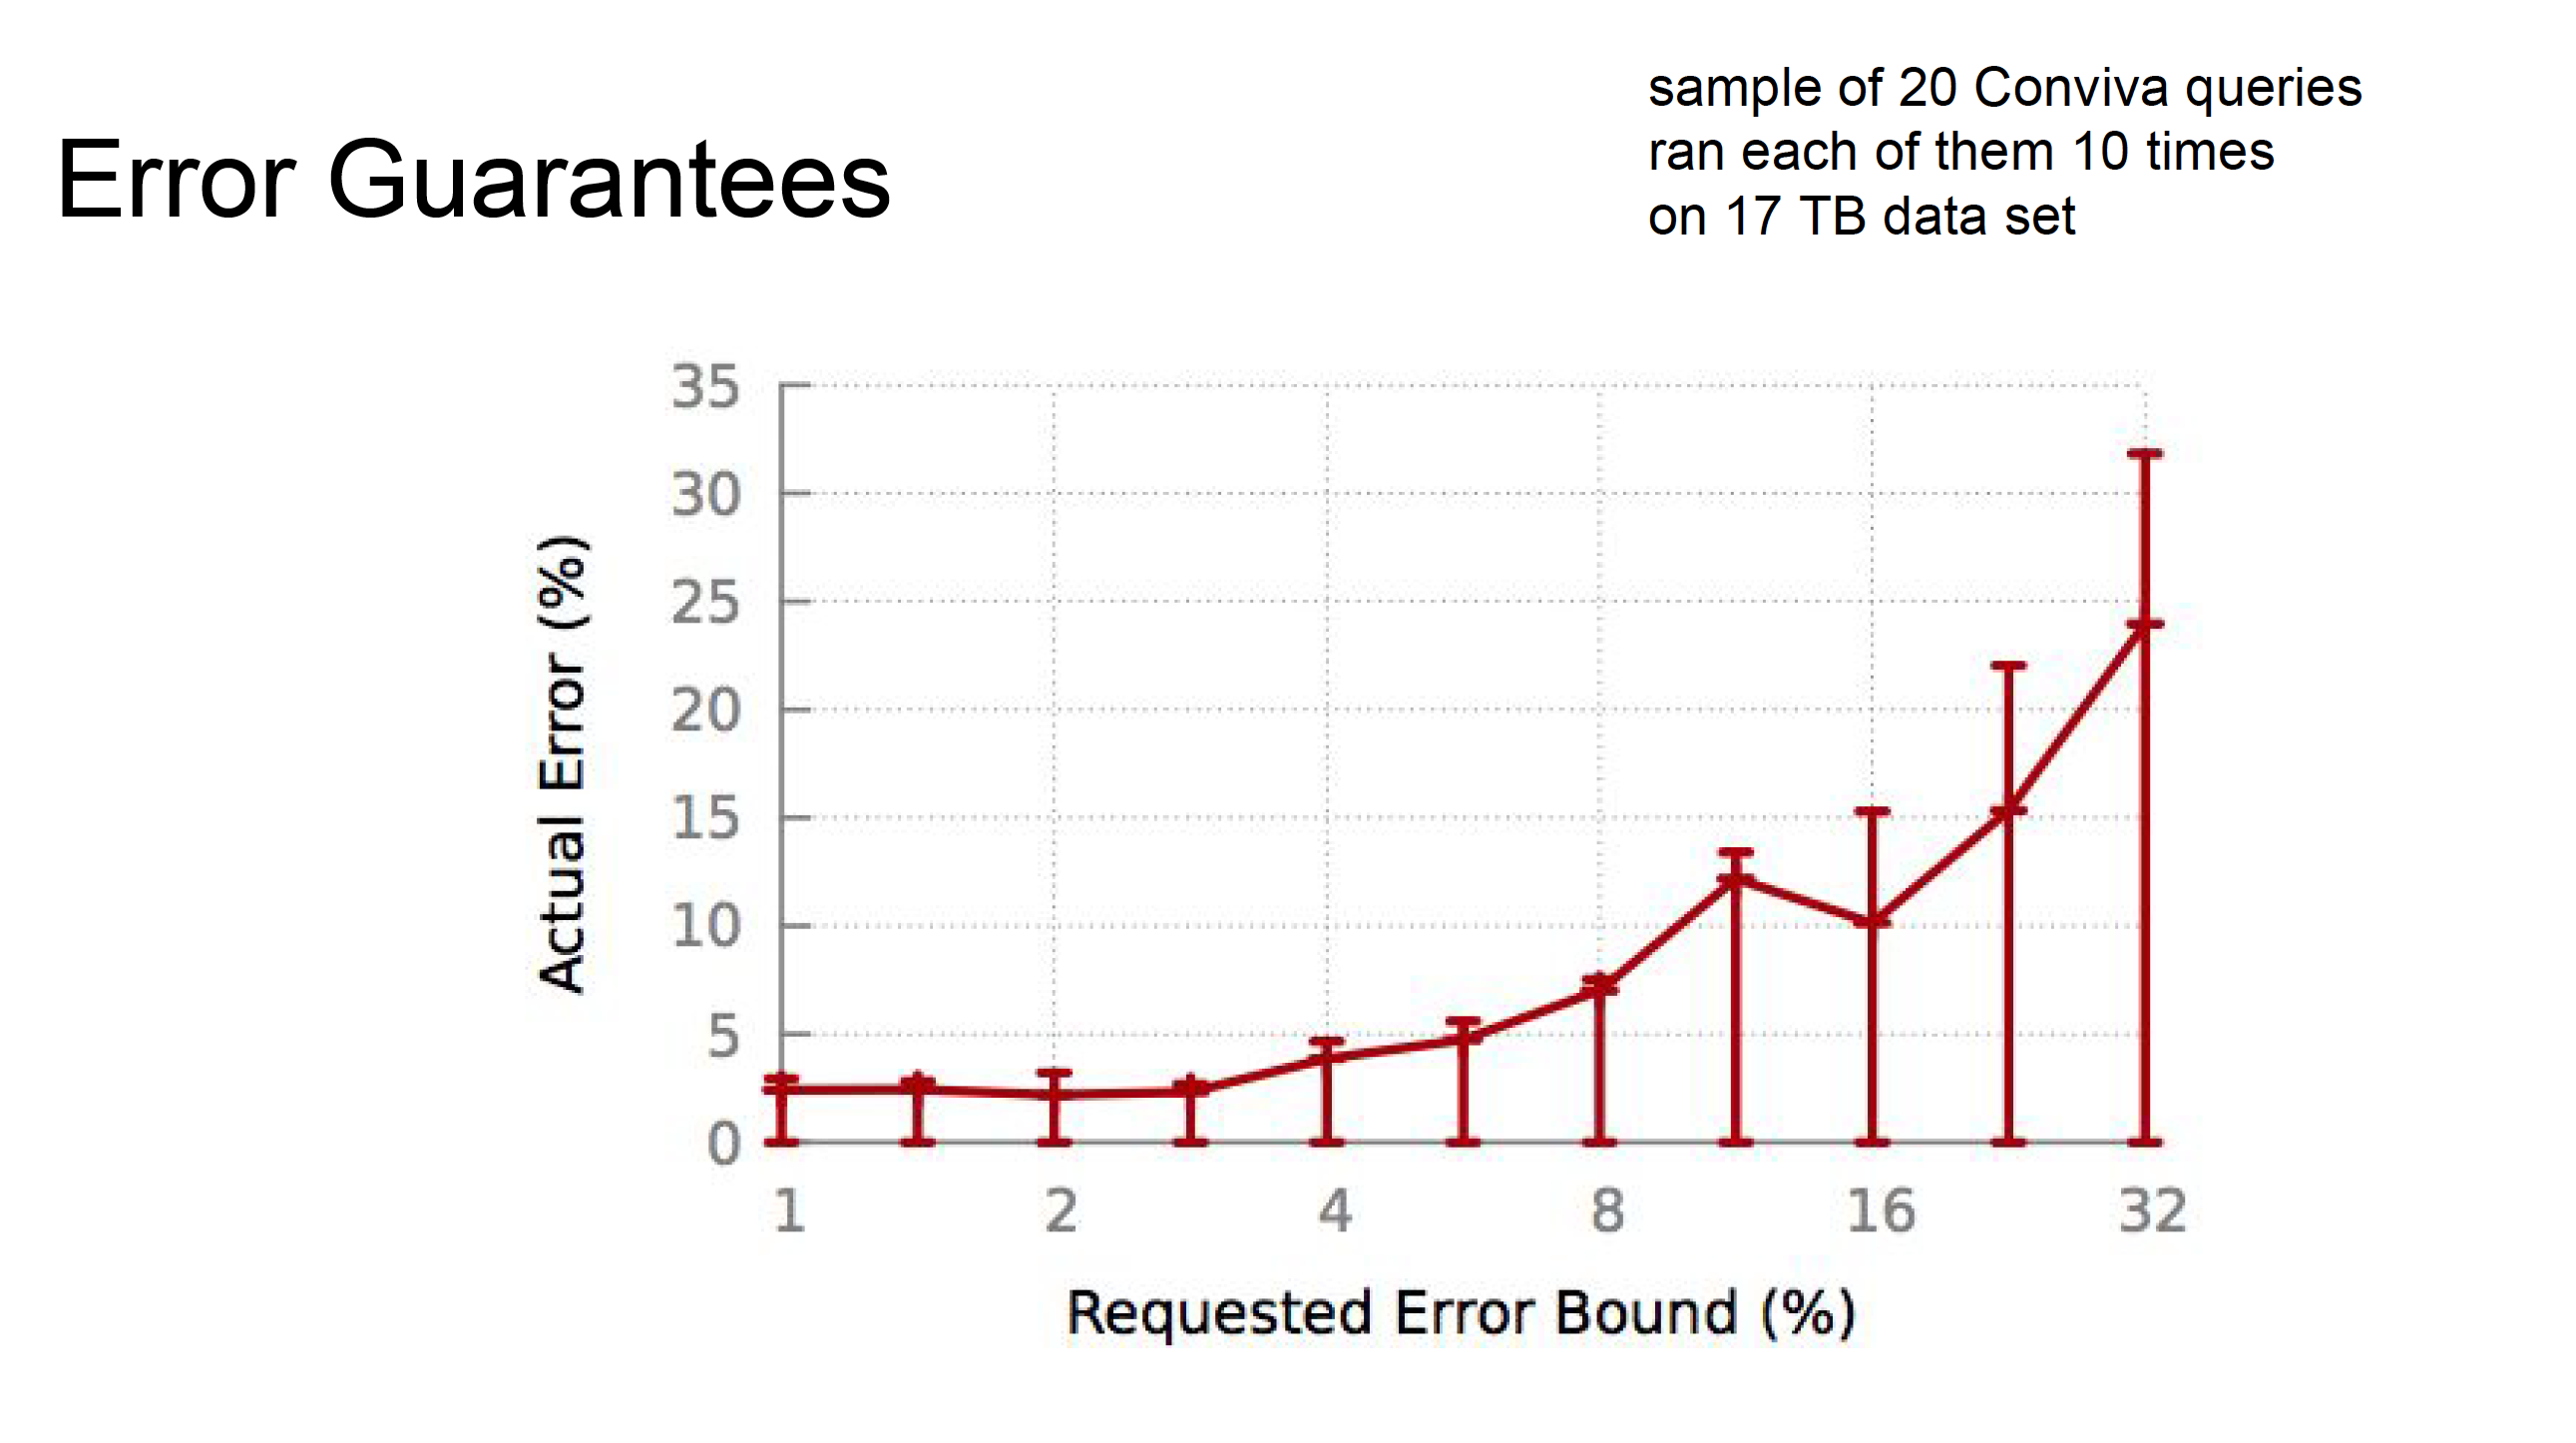 sample of 20 Conviva queries
ran each of them 10 times
on 17 TB data set
Error Guarantees
35
30
25
20
15
10
5
0
Actual Error (%)
1 2 4 8 16 32
Requested Error Bound (%)